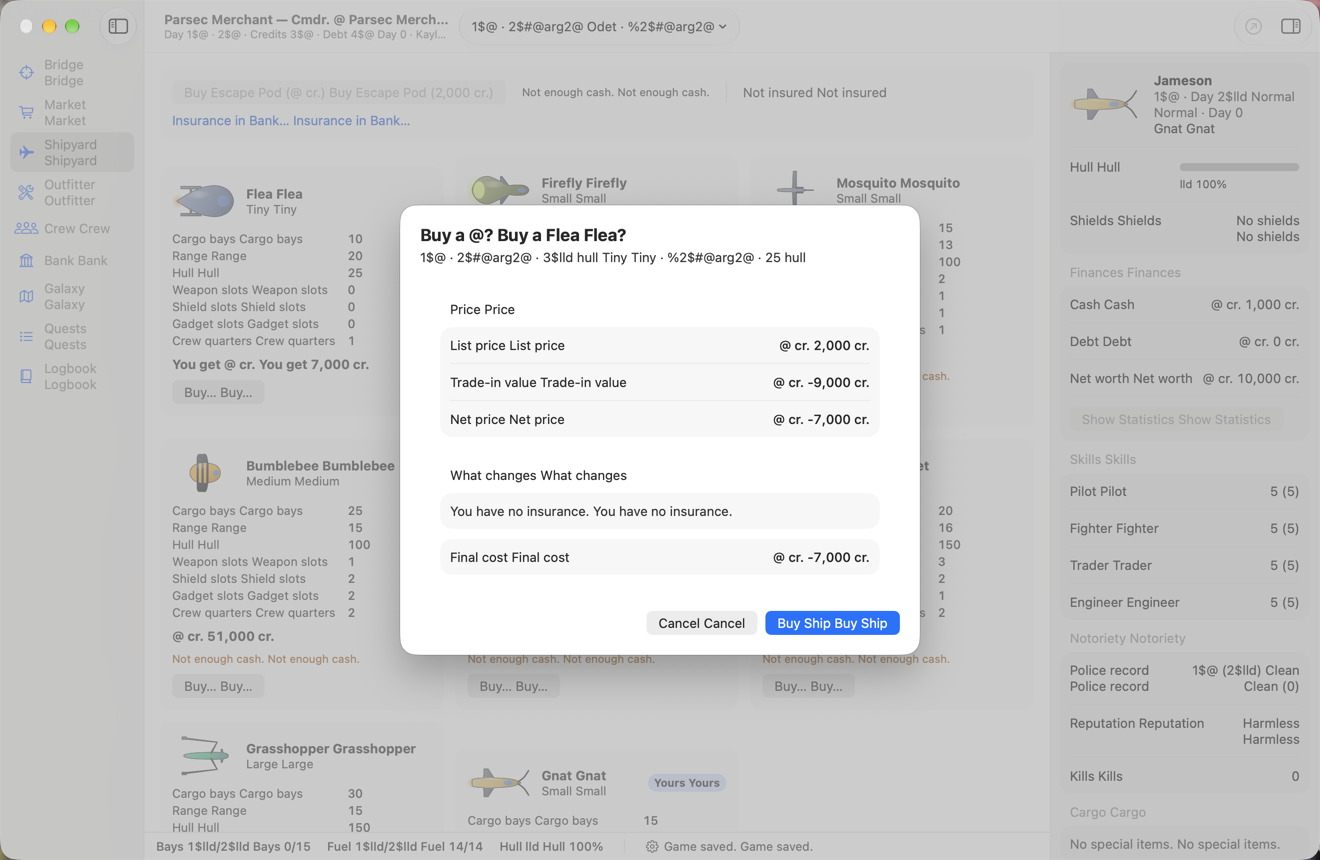 Parsec Merchant — Cmdr. @ Parsec Merch...
Day 1$@ · 2$@ · Credits 3$@ · Debt 4$@ Day 0 · Kayl...
1$@ · 2$#@arg2@ Odet · %2$#@arg2@
Bridge
Bridge
Market
Market
Shipyard
Shipyard
Outfitter
Outfitter
Crew Crew
Bank Bank
Galaxy
Galaxy
Quests
Quests
Logbook
Logbook
Buy Escape Pod (@ cr.) Buy Escape Pod (2,000 cr.)
Not enough cash. Not enough cash.
Not insured Not insured
Insurance in Bank... Insurance in Bank...
Flea Flea
Tiny Tiny
Cargo bays Cargo bays 10
Range Range 20
Hull Hull 25
Weapon slots Weapon slots 0
Shield slots Shield slots 0
Gadget slots Gadget slots 0
Crew quarters Crew quarters 1
You get @ cr. You get 7,000 cr.
Buy... Buy...
Firefly Firefly
Small Small
Mosquito Mosquito
Small Small
15
13
100
2
1
1
s 1
cash.
Buy a @? Buy a Flea Flea?
1$@ · 2$#@arg2@ · 3$lld hull Tiny Tiny · %2$#@arg2@ · 25 hull
Price Price
List price List price @ cr. 2,000 cr.
Trade-in value Trade-in value @ cr. -9,000 cr.
Net price Net price @ cr. -7,000 cr.
What changes What changes
You have no insurance. You have no insurance.
Final cost Final cost @ cr. -7,000 cr.
Cancel Cancel
Buy Ship Buy Ship
Bumblebee Bumblebee
Medium Medium
Cargo bays Cargo bays 25
Range Range 15
Hull Hull 100
Weapon slots Weapon slots 1
Shield slots Shield slots 2
Gadget slots Gadget slots 2
Crew quarters Crew quarters 2
@ cr. 51,000 cr.
Not enough cash. Not enough cash.
Buy... Buy...
Not enough cash. Not enough cash.
Buy... Buy...
et
20
16
150
3
2
1
s 2
Not enough cash. Not enough cash.
Buy... Buy...
Grasshopper Grasshopper
Large Large
Cargo bays Cargo bays 30
Range Range 15
Hull Hull 150
Gnat Gnat
Small Small
Yours Yours
Cargo bays Cargo bays 15
Bays 1$lld/2$lld Bays 0/15
Fuel 1$lld/2$lld Fuel 14/14
Hull lld Hull 100%
Game saved. Game saved.
Jameson
1$@ · Day 2$lld Normal
Normal · Day 0
Gnat Gnat
Hull Hull
lld 100%
Shields Shields No shields
No shields
Finances Finances
Cash Cash @ cr. 1,000 cr.
Debt Debt @ cr. 0 cr.
Net worth Net worth @ cr. 10,000 cr.
Show Statistics Show Statistics
Skills Skills
Pilot Pilot 5 (5)
Fighter Fighter 5 (5)
Trader Trader 5 (5)
Engineer Engineer 5 (5)
Notoriety Notoriety
Police record 1$@ (2$lld) Clean
Police record Clean (0)
Reputation Reputation Harmless
Harmless
Kills Kills 0
Cargo Cargo
No special items. No special items.